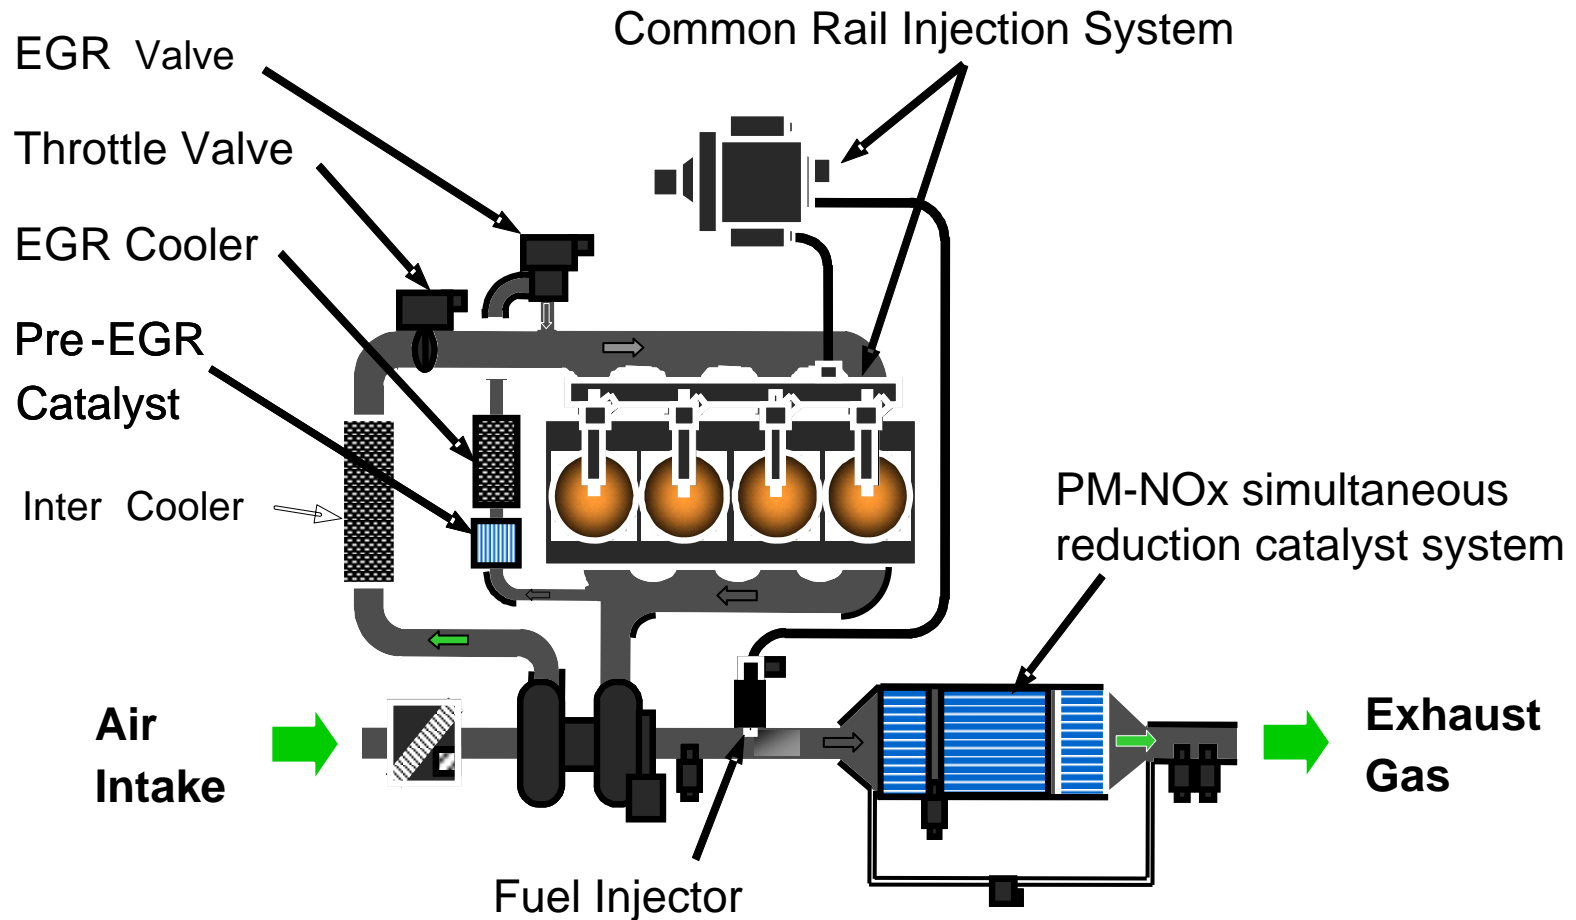 Common Rail Injection System
EGR Valve
Throttle Valve
EGR Cooler
Pre-EGR
Catalyst
Inter Cooler
PM-NOx simultaneous
reduction catalyst system
Air
Intake
Exhaust
Gas
Fuel Injector